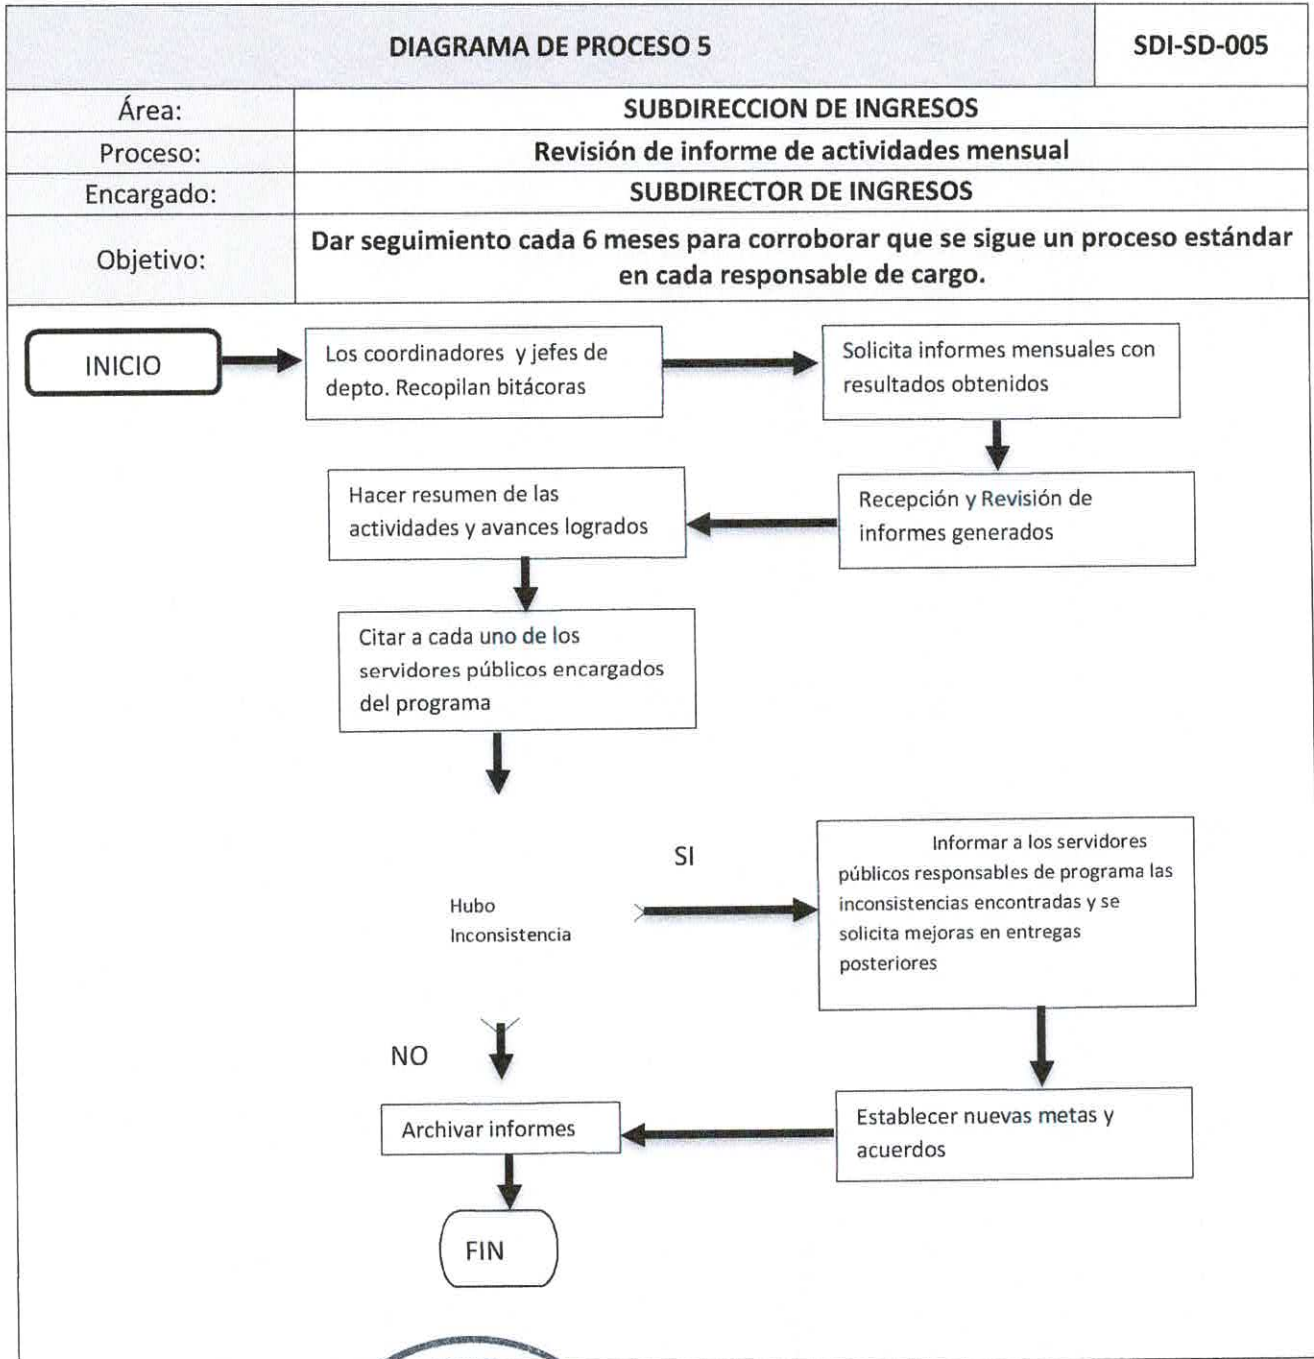 DIAGRAMA DE PROCESO 5
SDI-SD-005
Área:
SUBDIRECCION DE INGRESOS
Proceso:
Revisión de informe de actividades mensual
Encargado:
SUBDIRECTOR DE INGRESOS
Objetivo:
Dar seguimiento cada 6 meses para corroborar que se sigue un proceso estándar
en cada responsable de cargo.
INICIO
Los coordinadores y jefes de
depto. Recopilan bitácoras
Solicita informes mensuales con
resultados obtenidos
Recepción y Revisión de
informes generados
Hacer resumen de las
actividades y avances logrados
Citar a cada uno de los
servidores públicos encargados
del programa
Hubo
Inconsistencia
SI
Informar a los servidores
públicos responsables de programa las
inconsistencias encontradas y se
solicita mejoras en entregas
posteriores
NO
Establecer nuevas metas y
acuerdos
Archivar informes
FIN